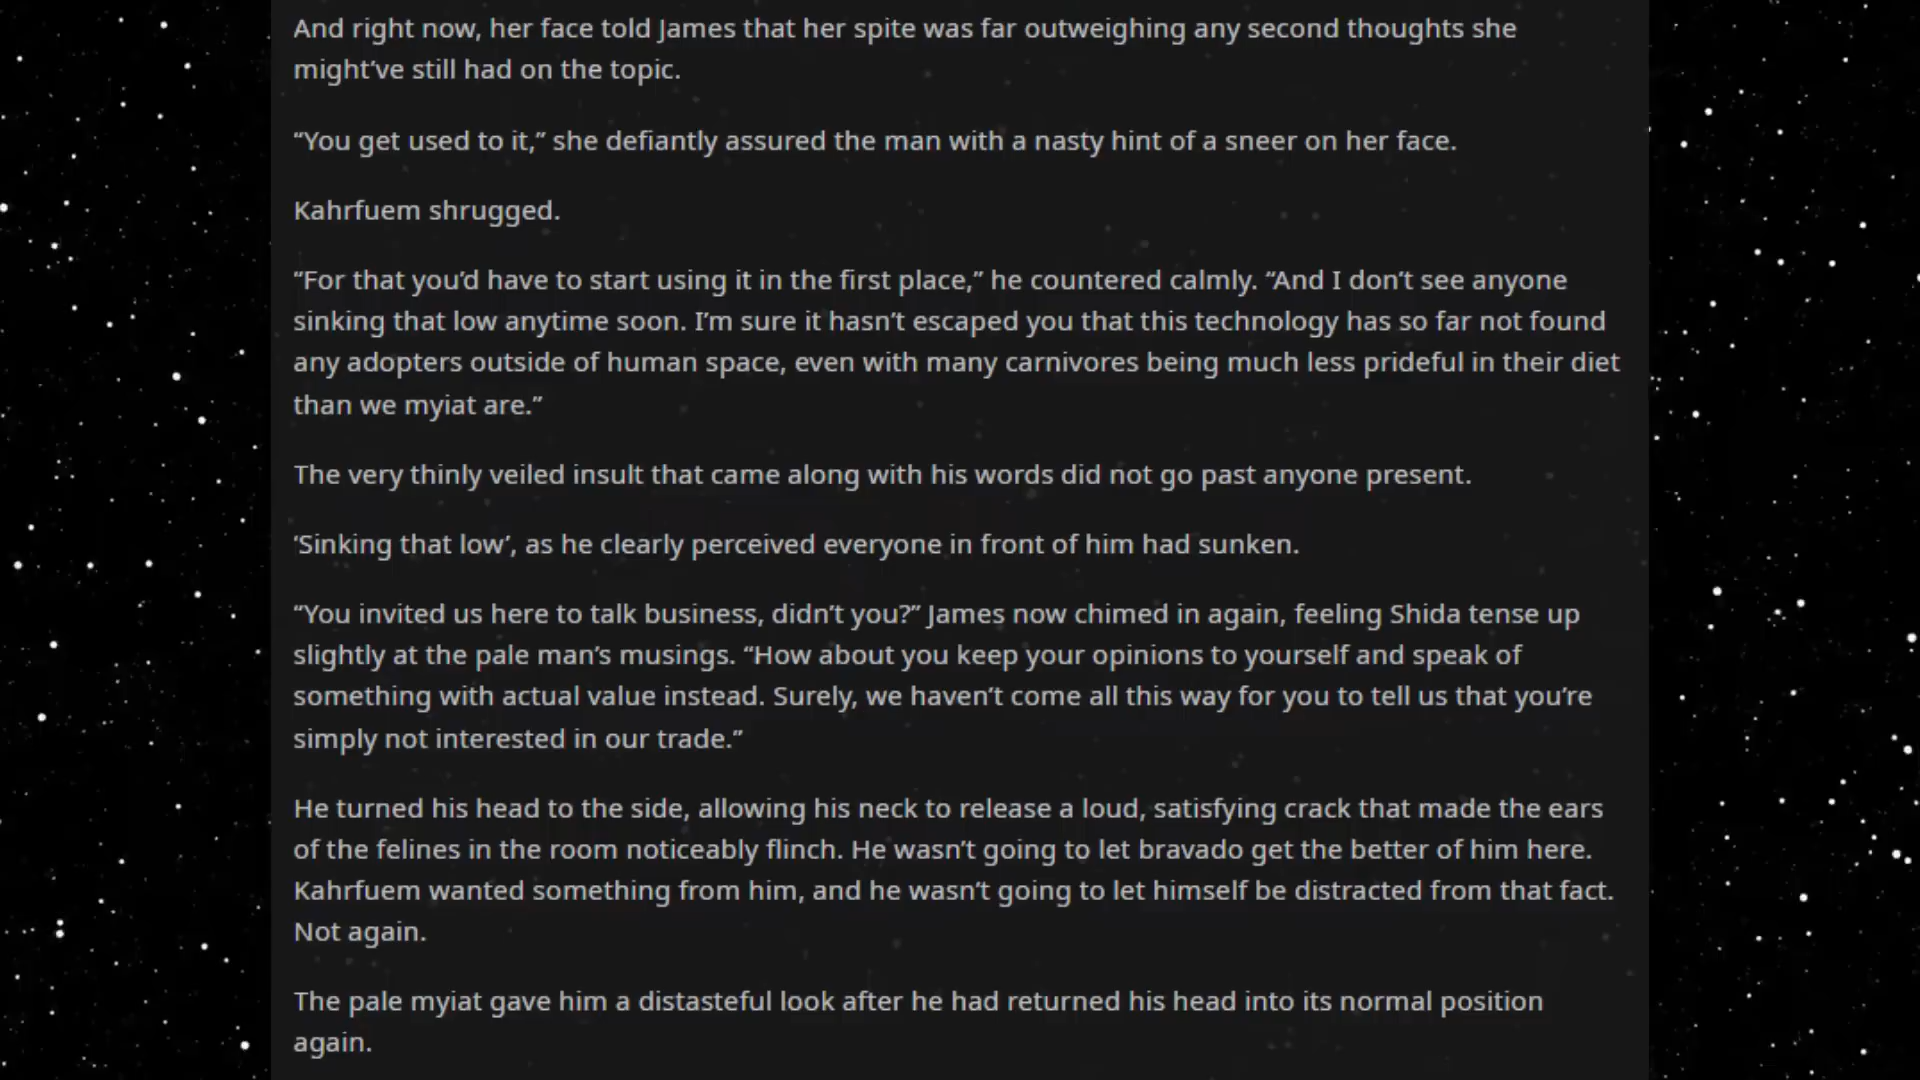 And right now, her face told James that her spite was far outweighing any second thoughts she
might’ve still had on the topic.
“You get used to it,” she defiantly assured the man with a nasty hint of a sneer on her face.
Kahrfuem shrugged.
“For that you’d have to start using it in the first place,” he countered calmly. “And I don’t see anyone
sinking that low anytime soon. I’m sure it hasn’t escaped you that this technology has so far not found
any adopters outside of human space, even with many carnivores being much less prideful in their diet
than we myiat are.”
The very thinly veiled insult that came along with his words did not go past anyone present.
‘Sinking that low’, as he clearly perceived everyone in front of him had sunken.
“You invited us here to talk business, didn’t you?” James now chimed in again, feeling Shida tense up
slightly at the pale man’s musings. “How about you keep your opinions to yourself and speak of
something with actual value instead. Surely, we haven’t come all this way for you to tell us that you’re
simply not interested in our trade.”
He turned his head to the side, allowing his neck to release a loud, satisfying crack that made the ears
of the felines in the room noticeably flinch. He wasn’t going to let bravado get the better of him here.
Kahrfuem wanted something from him, and he wasn’t going to let himself be distracted from that fact.
Not again.
The pale myiat gave him a distasteful look after he had returned his head into its normal position
again.